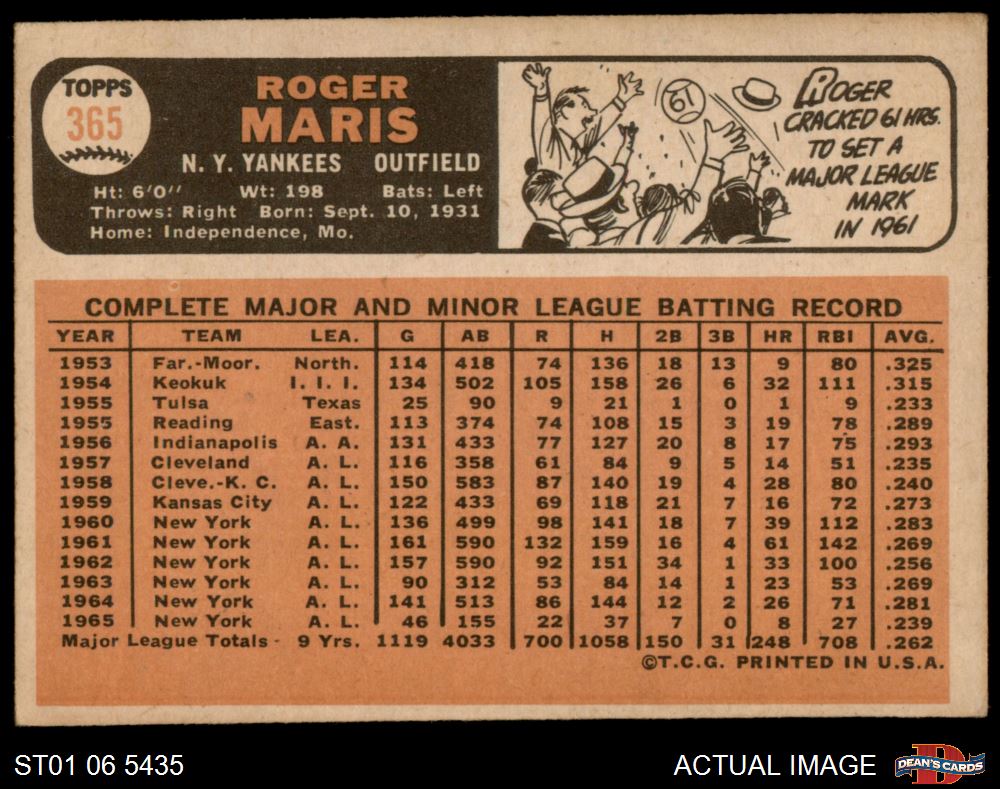 TOPPS
365
ROGER
MARIS
N. Y. YANKEES OUTFIELD
Ht: 6'0" Wt: 198 Bats: Left
Throws: Right Born: Sept. 10, 1931
Home: Independence, Mo.
61
ROGER
CRACKED 61 HRS.
TO SET A
MAJOR LEAGUE
MARK
IN 1961
COMPLETE MAJOR AND MINOR LEAGUE BATTING RECORD
YEAR TEAM LEA. G AB R H 2B 3B HR RBI AVG.
1953 Far.-Moor. North. 114 418 74 136 18 13 9 80 .325
1954 Keokuk I. I. I. 134 502 105 158 26 6 32 111 .315
1955 Tulsa Texas 25 90 9 21 1 0 1 9 .233
1955 Reading East. 113 374 74 108 15 3 19 78 .289
1956 Indianapolis A. A. 131 433 77 127 20 8 17 75 .293
1957 Cleveland A. L. 116 358 61 84 9 5 14 51 .235
1958 Cleve.-K. C. A. L. 150 583 87 140 19 4 28 80 .240
1959 Kansas City A. L. 122 433 69 118 21 7 16 72 .273
1960 New York A. L. 136 499 98 141 18 7 39 112 .283
1961 New York A. L. 161 590 132 159 16 4 61 142 .269
1962 New York A. L. 157 590 92 151 34 1 33 100 .256
1963 New York A. L. 90 312 53 84 14 1 23 53 .269
1964 New York A. L. 141 513 86 144 12 2 26 71 .281
1965 New York A. L. 46 155 22 37 7 0 8 27 .239
Major League Totals - 9 Yrs. 1119 4033 700 1058 150 31 248 708 .262
©T.C.G. PRINTED IN U.S.A.
ST01 06 5435 ACTUAL IMAGE D DEAN'S CARDS